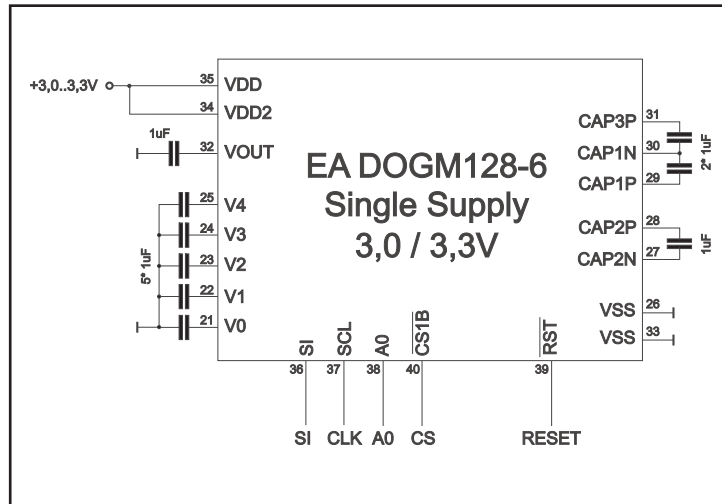 +3,0..3,3V
35 VDD
34 VDD2
1uF
32 VOUT
25 V4
24 V3
23 V2
22 V1
21 V0
5* 1uF
EA DOGM128-6
Single Supply
3,0 / 3,3V
CAP3P 31
CAP1N 30
CAP1P 29
2* 1uF
CAP2P 28
CAP2N 27
1uF
VSS 26
VSS 33
SI SCL A0 CS1B RST
36 37 38 40 39
SI CLK A0 CS RESET